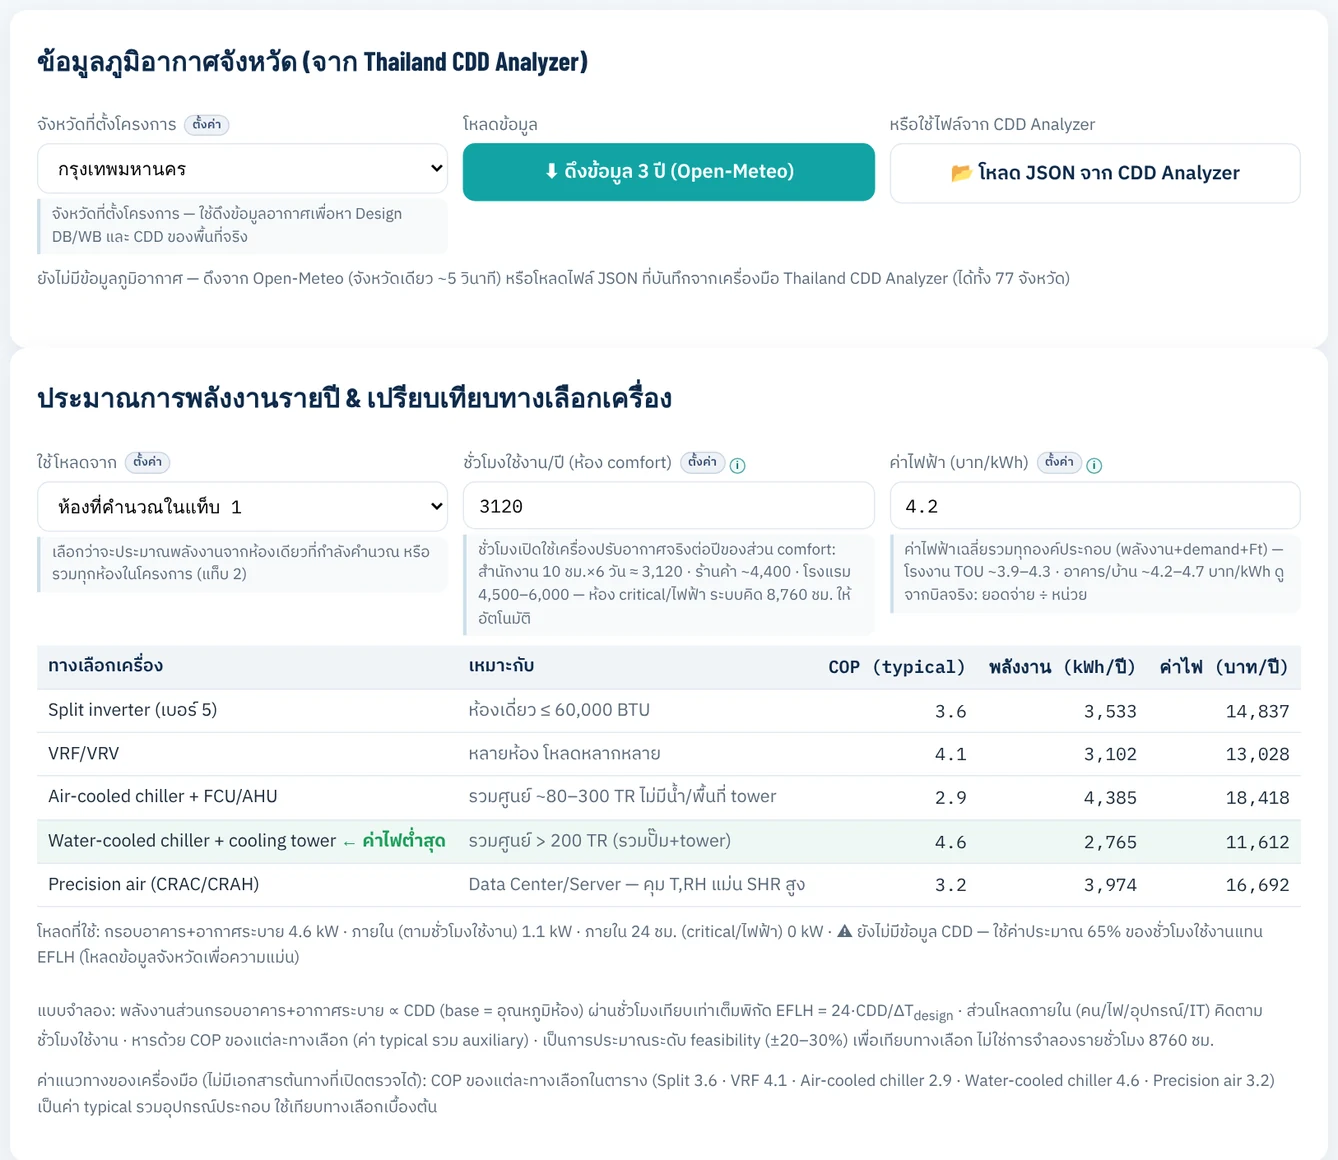 ข้อมูลภูมิอากาศจังหวัด (จาก Thailand CDD Analyzer)
จังหวัดที่ตั้งโครงการ ตั้งค่า
โหลดข้อมูล
หรือใช้ไฟล์จาก CDD Analyzer
กรุงเทพมหานคร
⬇ ดึงข้อมูล 3 ปี (Open-Meteo)
📂 โหลด JSON จาก CDD Analyzer
จังหวัดที่ตั้งโครงการ — ใช้ดึงข้อมูลอากาศเพื่อหา Design
DB/WB และ CDD ของพื้นที่จริง
ยังไม่มีข้อมูลภูมิอากาศ — ดึงจาก Open-Meteo (จังหวัดเดียว ~5 วินาที) หรือโหลดไฟล์ JSON ที่บันทึกจากเครื่องมือ Thailand CDD Analyzer (ได้ทั้ง 77 จังหวัด)
ประมาณการพลังงานรายปี & เปรียบเทียบทางเลือกเครื่อง
ใช้โหลดจาก ตั้งค่า
ชั่วโมงใช้งาน/ปี (ห้อง comfort) ตั้งค่า ⓘ
ค่าไฟฟ้า (บาท/kWh) ตั้งค่า ⓘ
ห้องที่คำนวณในแท็บ 1
3120
4.2
เลือกว่าจะประมาณพลังงานจากห้องเดียวที่กำลังคำนวณ หรือ
รวมทุกห้องในโครงการ (แท็บ 2)
ชั่วโมงเปิดใช้เครื่องปรับอากาศจริงต่อปีของส่วน comfort:
สำนักงาน 10 ชม.×6 วัน ≈ 3,120 · ร้านค้า ~4,400 · โรงแรม
4,500–6,000 — ห้อง critical/ไฟฟ้า ระบบคิด 8,760 ชม. ให้
อัตโนมัติ
ค่าไฟฟ้าเฉลี่ยรวมทุกองค์ประกอบ (พลังงาน+demand+Ft) —
โรงงาน TOU ~3.9–4.3 · อาคาร/บ้าน ~4.2–4.7 บาท/kWh ดู
จากบิลจริง: ยอดจ่าย ÷ หน่วย
ทางเลือกเครื่อง เหมาะกับ COP (typical) พลังงาน (kWh/ปี) ค่าไฟ (บาท/ปี)
Split inverter (เบอร์ 5) ห้องเดี่ยว ≤ 60,000 BTU 3.6 3,533 14,837
VRF/VRV หลายห้อง โหลดหลากหลาย 4.1 3,102 13,028
Air-cooled chiller + FCU/AHU รวมศูนย์ ~80–300 TR ไม่มีน้ำ/พื้นที่ tower 2.9 4,385 18,418
Water-cooled chiller + cooling tower ← ค่าไฟต่ำสุด รวมศูนย์ > 200 TR (รวมปั๊ม+tower) 4.6 2,765 11,612
Precision air (CRAC/CRAH) Data Center/Server — คุม T,RH แม่น SHR สูง 3.2 3,974 16,692
โหลดที่ใช้: กรอบอาคาร+อากาศระบาย 4.6 kW · ภายใน (ตามชั่วโมงใช้งาน) 1.1 kW · ภายใน 24 ชม. (critical/ไฟฟ้า) 0 kW · ⚠ ยังไม่มีข้อมูล CDD — ใช้ค่าประมาณ 65% ของชั่วโมงใช้งานแทน
EFLH (โหลดข้อมูลจังหวัดเพื่อความแม่น)
แบบจำลอง: พลังงานส่วนกรอบอาคาร+อากาศระบาย ∝ CDD (base = อุณหภูมิห้อง) ผ่านชั่วโมงเทียบเท่าเต็มพิกัด EFLH = 24·CDD/ΔTdesign · ส่วนโหลดภายใน (คน/ไฟ/อุปกรณ์/IT) คิดตาม
ชั่วโมงใช้งาน · หารด้วย COP ของแต่ละทางเลือก (ค่า typical รวม auxiliary) · เป็นการประมาณระดับ feasibility (±20–30%) เพื่อเทียบทางเลือก ไม่ใช่การจำลองรายชั่วโมง 8760 ชม.
ค่าแนวทางของเครื่องมือ (ไม่มีเอกสารต้นทางที่เปิดตรวจได้): COP ของแต่ละทางเลือกในตาราง (Split 3.6 · VRF 4.1 · Air-cooled chiller 2.9 · Water-cooled chiller 4.6 · Precision air 3.2)
เป็นค่า typical รวมอุปกรณ์ประกอบ ใช้เทียบทางเลือกเบื้องต้น